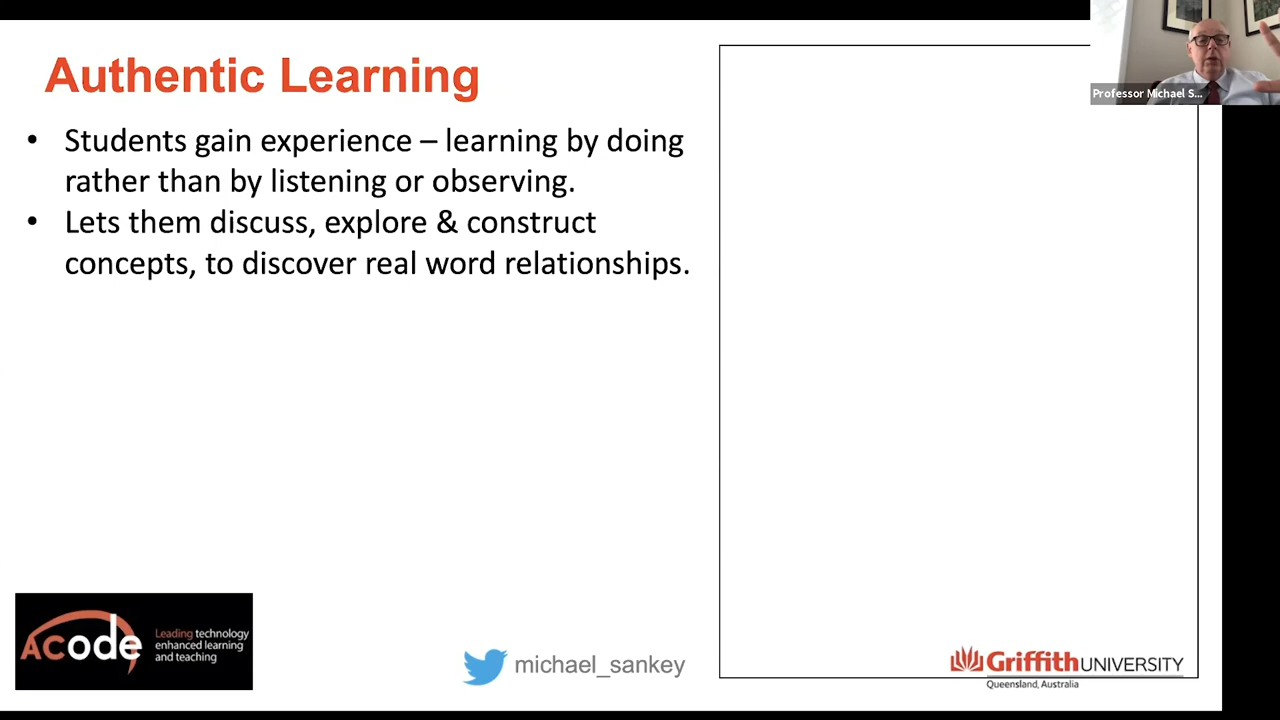 Authentic Learning
• Students gain experience – learning by doing
rather than by listening or observing.
• Lets them discuss, explore & construct
concepts, to discover real word relationships.
Professor Michael S...
ACode
Leading technology
enhanced learning
and teaching
michael_sankey
Griffith UNIVERSITY
Queensland, Australia